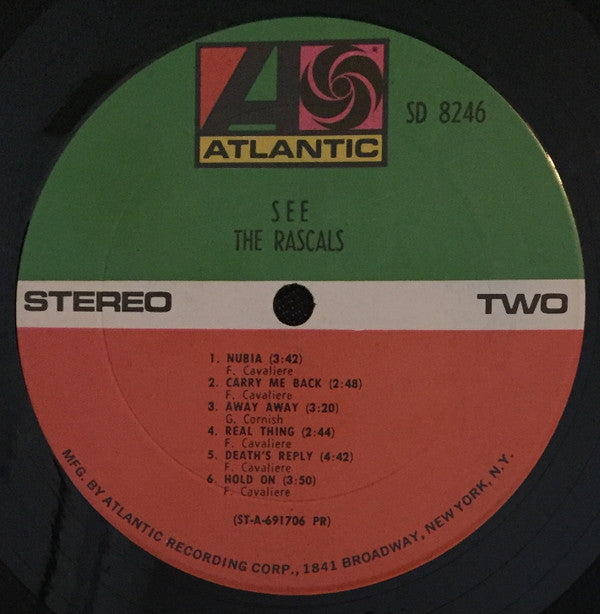 ATLANTIC
SD 8246
SEE
THE RASCALS
STEREO
TWO
1. NUBIA (3:42)
F. Cavaliere
2. CARRY ME BACK (2:48)
F. Cavaliere
3. AWAY AWAY (3:20)
G. Cornish
4. REAL THING (2:44)
F. Cavaliere
5. DEATH'S REPLY (4:42)
F. Cavaliere
6. HOLD ON (3:50)
F. Cavaliere
(ST-A-691706 PR)
MFG. BY ATLANTIC RECORDING CORP., 1841 BROADWAY, NEW YORK, N.Y.